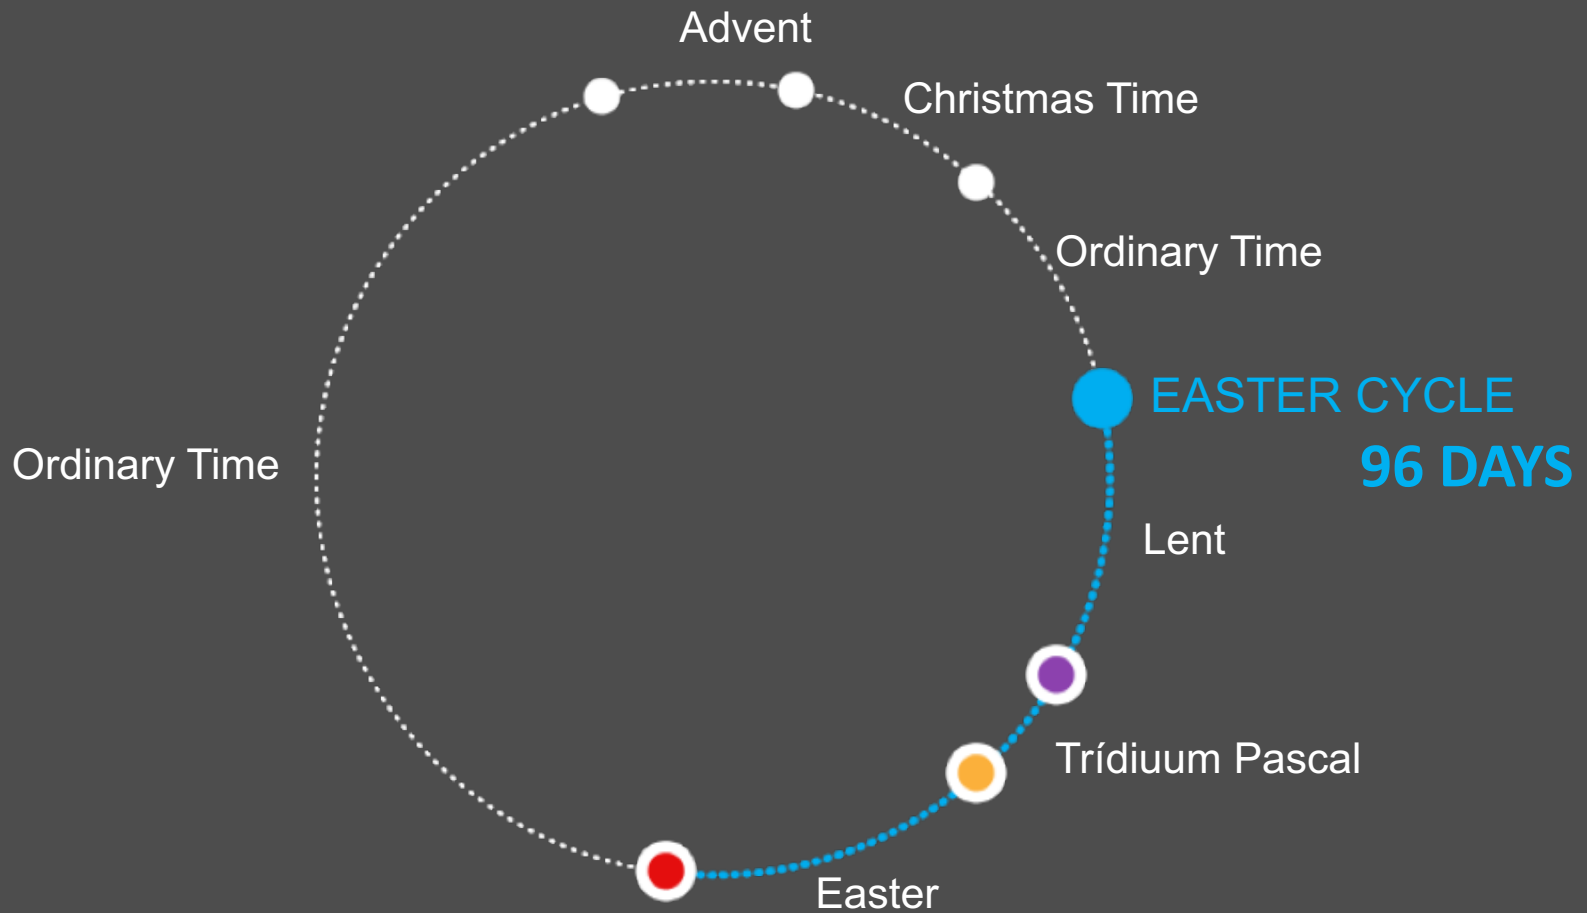 Advent
Christmas Time
Ordinary Time
EASTER CYCLE
96 DAYS
Ordinary Time
Lent
Trídiuum Pascal
Easter